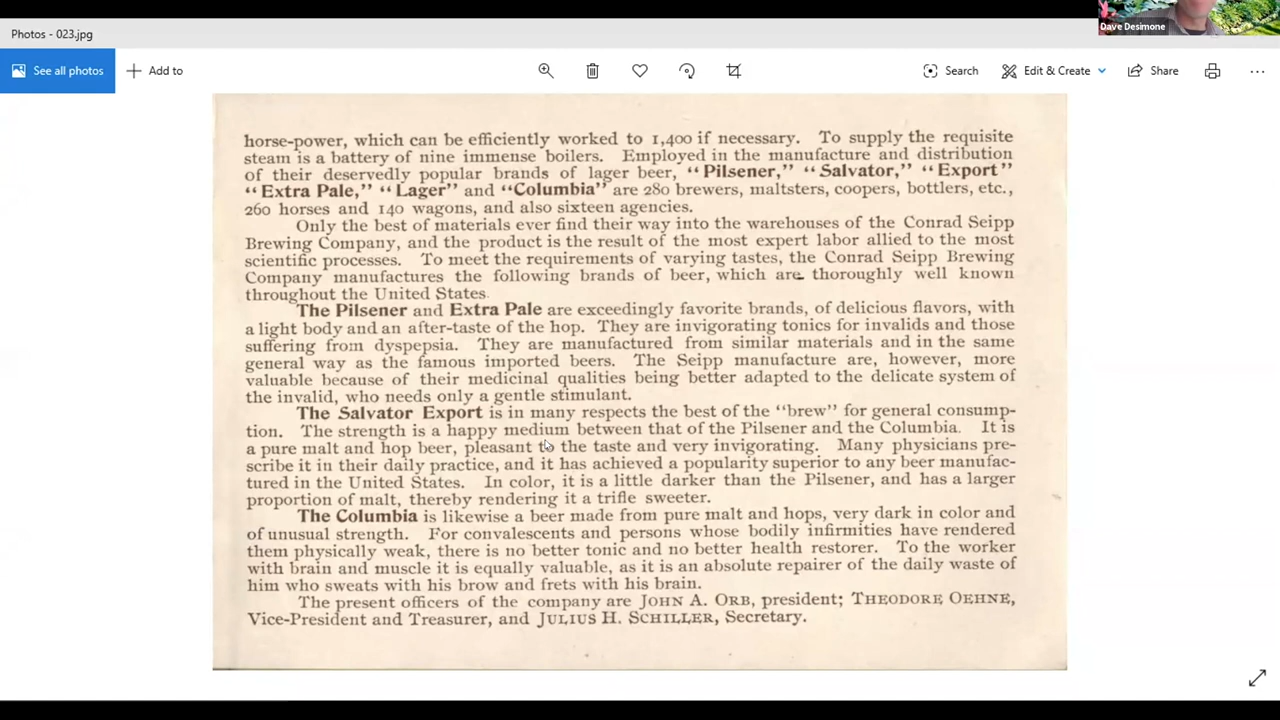 Dave Desimone
Photos - 023.jpg
See all photos
Add to
Search
Edit & Create
Share
horse-power, which can be efficiently worked to 1,400 if necessary. To supply the requisite
steam is a battery of nine immense boilers. Employed in the manufacture and distribution
of their deservedly popular brands of lager beer, "Pilsener," "Salvator," "Export"
"Extra Pale," "Lager" and "Columbia" are 280 brewers, maltsters, coopers, bottlers, etc.,
260 horses and 140 wagons, and also sixteen agencies.
Only the best of materials ever find their way into the warehouses of the Conrad Seipp
Brewing Company, and the product is the result of the most expert labor allied to the most
scientific processes. To meet the requirements of varying tastes, the Conrad Seipp Brewing
Company manufactures the following brands of beer, which are thoroughly well known
throughout the United States.
The Pilsener and Extra Pale are exceedingly favorite brands, of delicious flavors, with
a light body and an after-taste of the hop. They are invigorating tonics for invalids and those
suffering from dyspepsia. They are manufactured from similar materials and in the same
general way as the famous imported beers. The Seipp manufacture are, however, more
valuable because of their medicinal qualities being better adapted to the delicate system of
the invalid, who needs only a gentle stimulant.
The Salvator Export is in many respects the best of the "brew" for general consump-
tion. The strength is a happy medium between that of the Pilsener and the Columbia. It is
a pure malt and hop beer, pleasant to the taste and very invigorating. Many physicians pre-
scribe it in their daily practice, and it has achieved a popularity superior to any beer manufac-
tured in the United States. In color, it is a little darker than the Pilsener, and has a larger
proportion of malt, thereby rendering it a trifle sweeter.
The Columbia is likewise a beer made from pure malt and hops, very dark in color and
of unusual strength. For convalescents and persons whose bodily infirmities have rendered
them physically weak, there is no better tonic and no better health restorer. To the worker
with brain and muscle it is equally valuable, as it is an absolute repairer of the daily waste of
him who sweats with his brow and frets with his brain.
The present officers of the company are JOHN A. ORB, president; THEODORE OEHNE,
Vice-President and Treasurer, and JULIUS H. SCHILLER, Secretary.